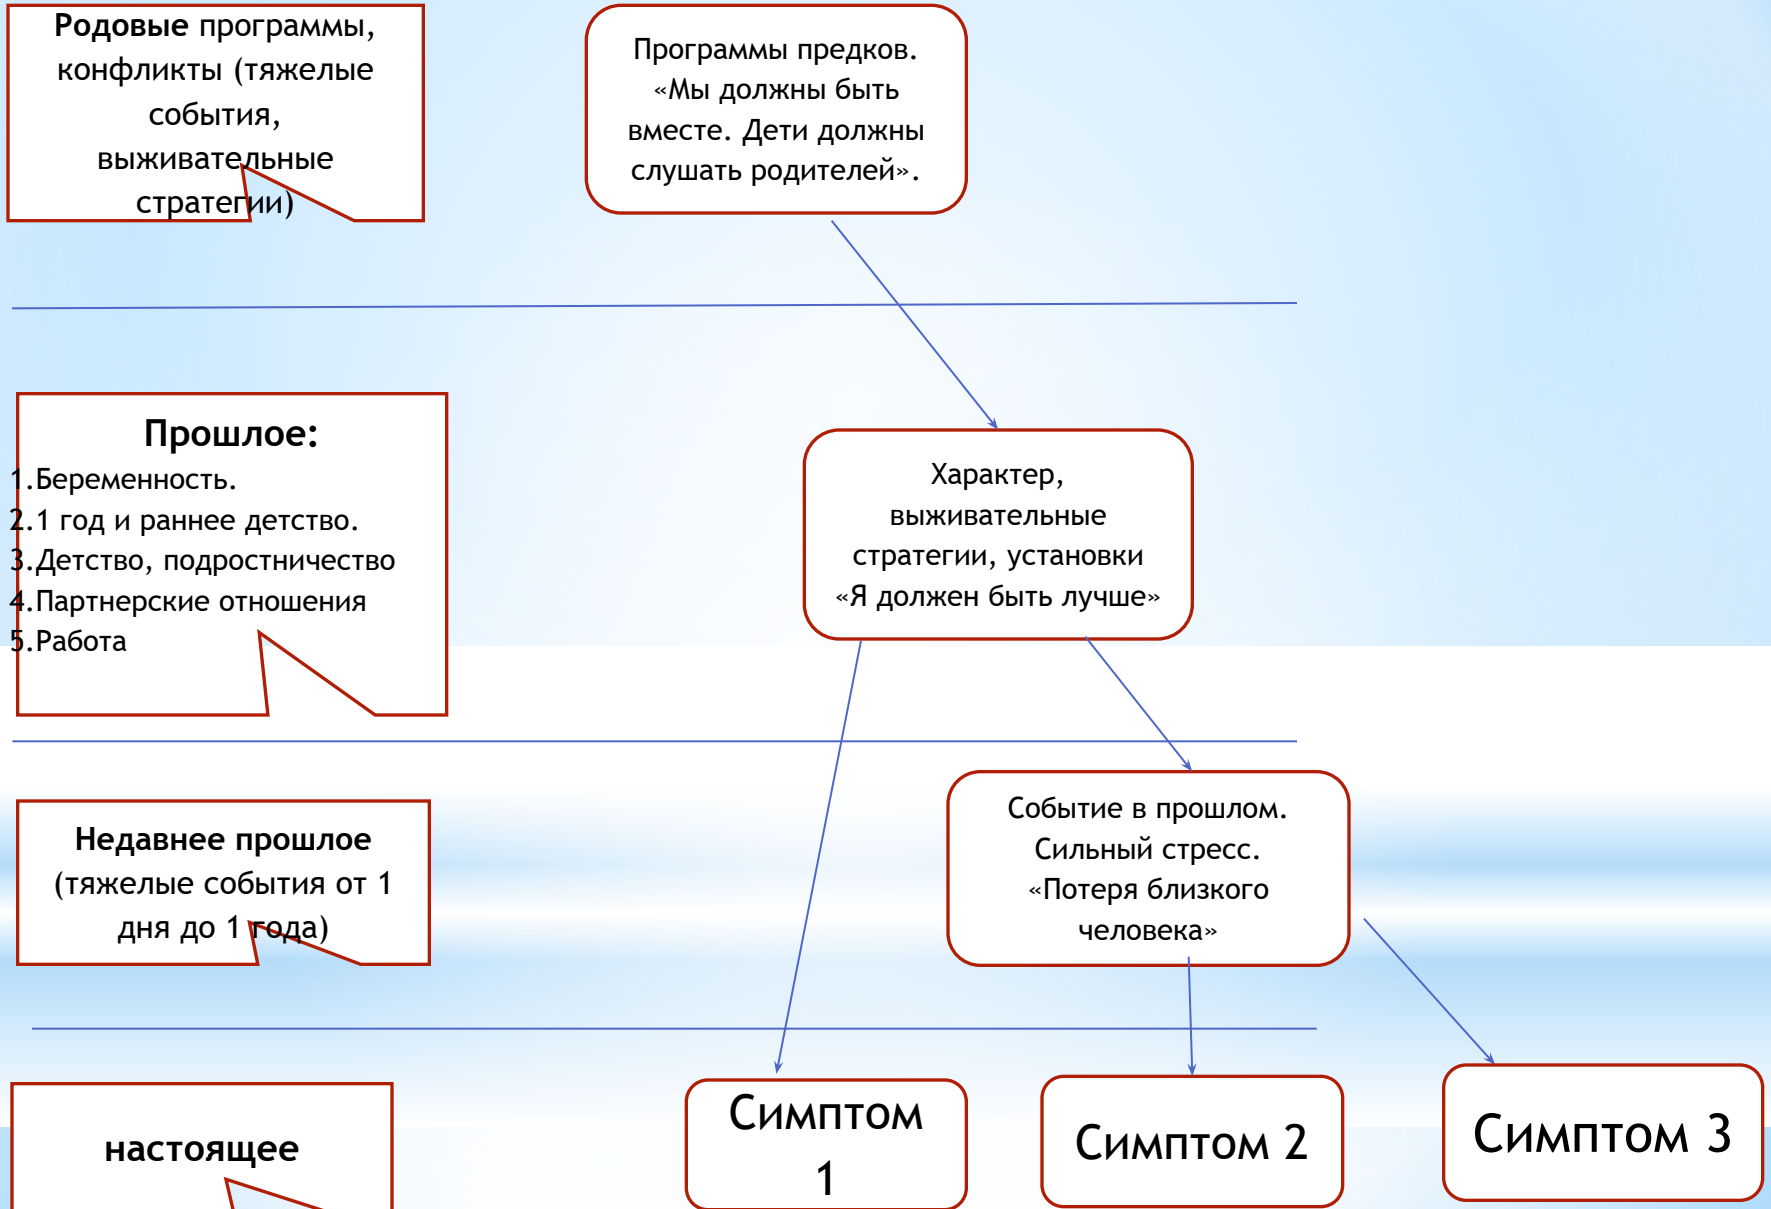 Родовые программы,
конфликты (тяжелые
события,
выживательные
стратегии)
Программы предков.
«Мы должны быть
вместе. Дети должны
слушать родителей».
Прошлое:
1.Беременность.
2.1 год и раннее детство.
3.Детство, подростничество
4.Партнерские отношения
5.Работа
Характер,
выживательные
стратегии, установки
«Я должен быть лучше»
Недавнее прошлое
(тяжелые события от 1
дня до 1 года)
Событие в прошлом.
Сильный стресс.
«Потеря близкого
человека»
настоящее
Симптом
1
Симптом 2
Симптом 3